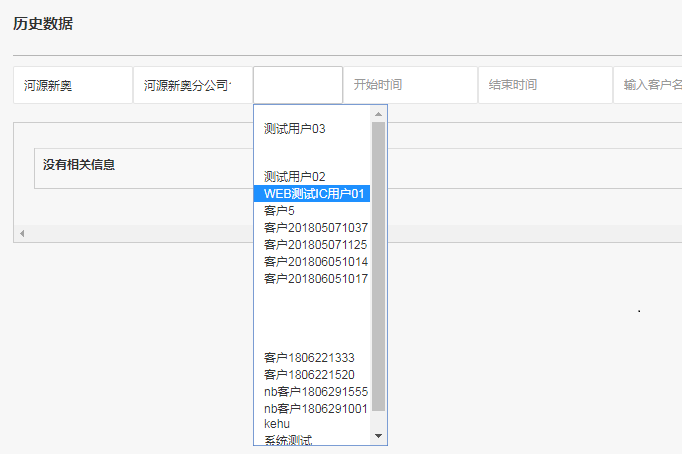 历史数据
河源新奥
河源新奥分公司
开始时间
结束时间
输入客户名
没有相关信息
测试用户03
测试用户02
WEB测试IC用户01
客户5
客户201805071037
客户201805071125
客户201806051014
客户201806051017
客户1806221333
客户1806221520
nb客户1806291555
nb客户1806291001
kehu
系统测试